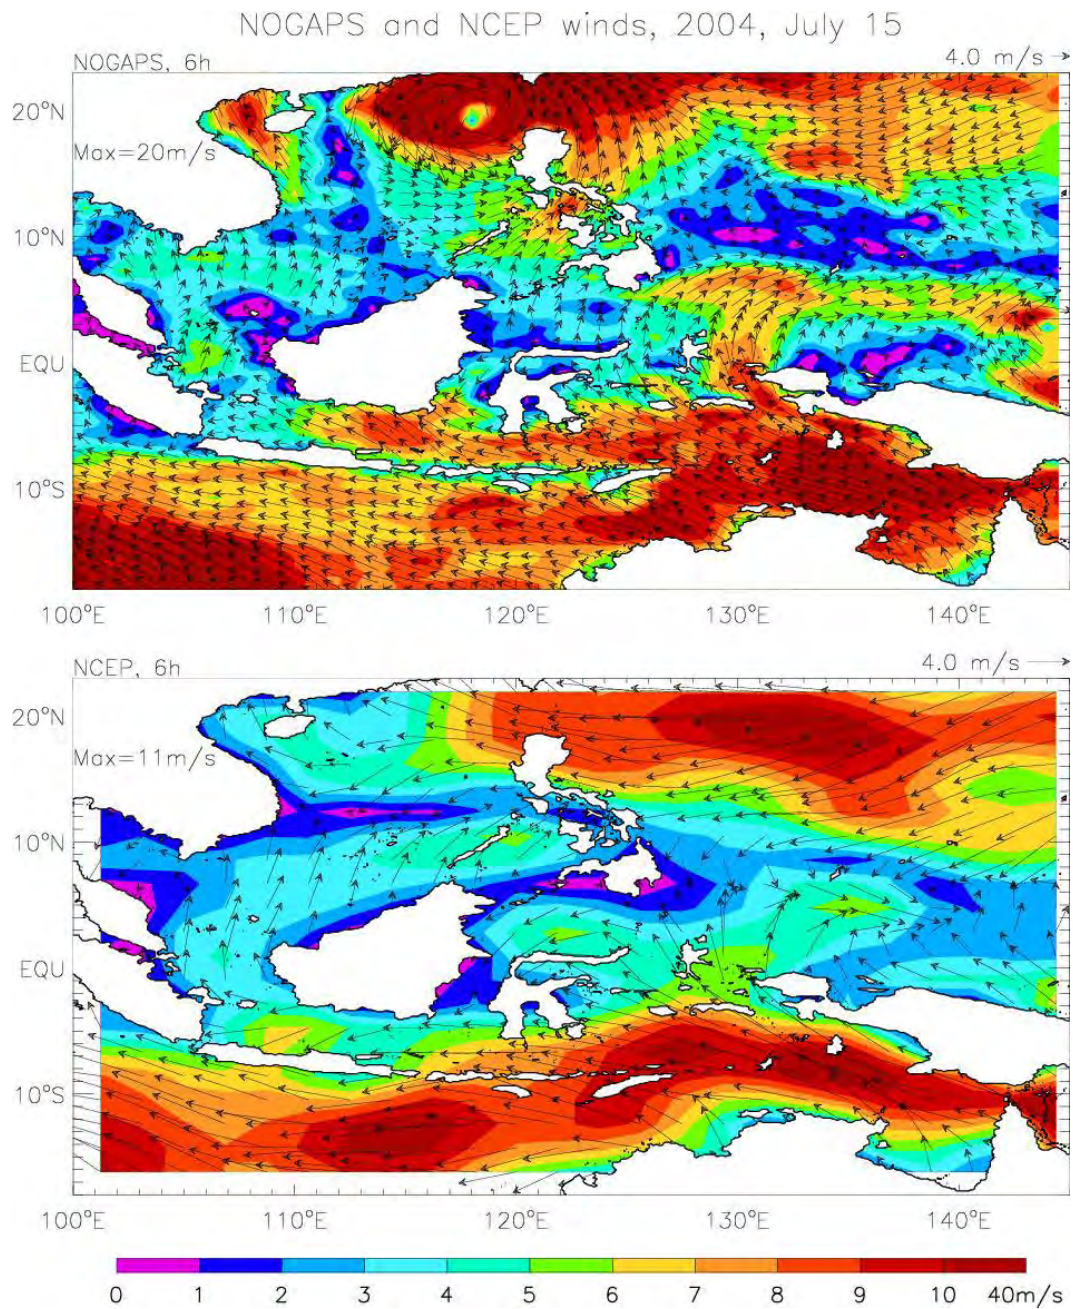 NOGAPS and NCEP winds, 2004, July 15
NOGAPS, 6h
4.0 m/s
20°N
Max=20m/s
10°N
EQU
10°S
100°E 110°E 120°E 130°E 140°E
NCEP, 6h
4.0 m/s
20°N
Max=11m/s
10°N
EQU
10°S
100°E 110°E 120°E 130°E 140°E
0 1 2 3 4 5 6 7 8 9 10 40m/s